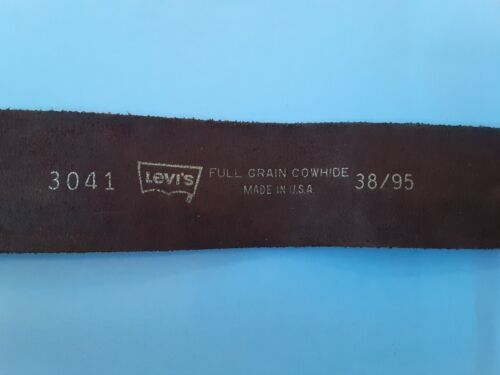 3041 Levi's FULL GRAIN COWHIDE 38/95
MADE IN U.S.A